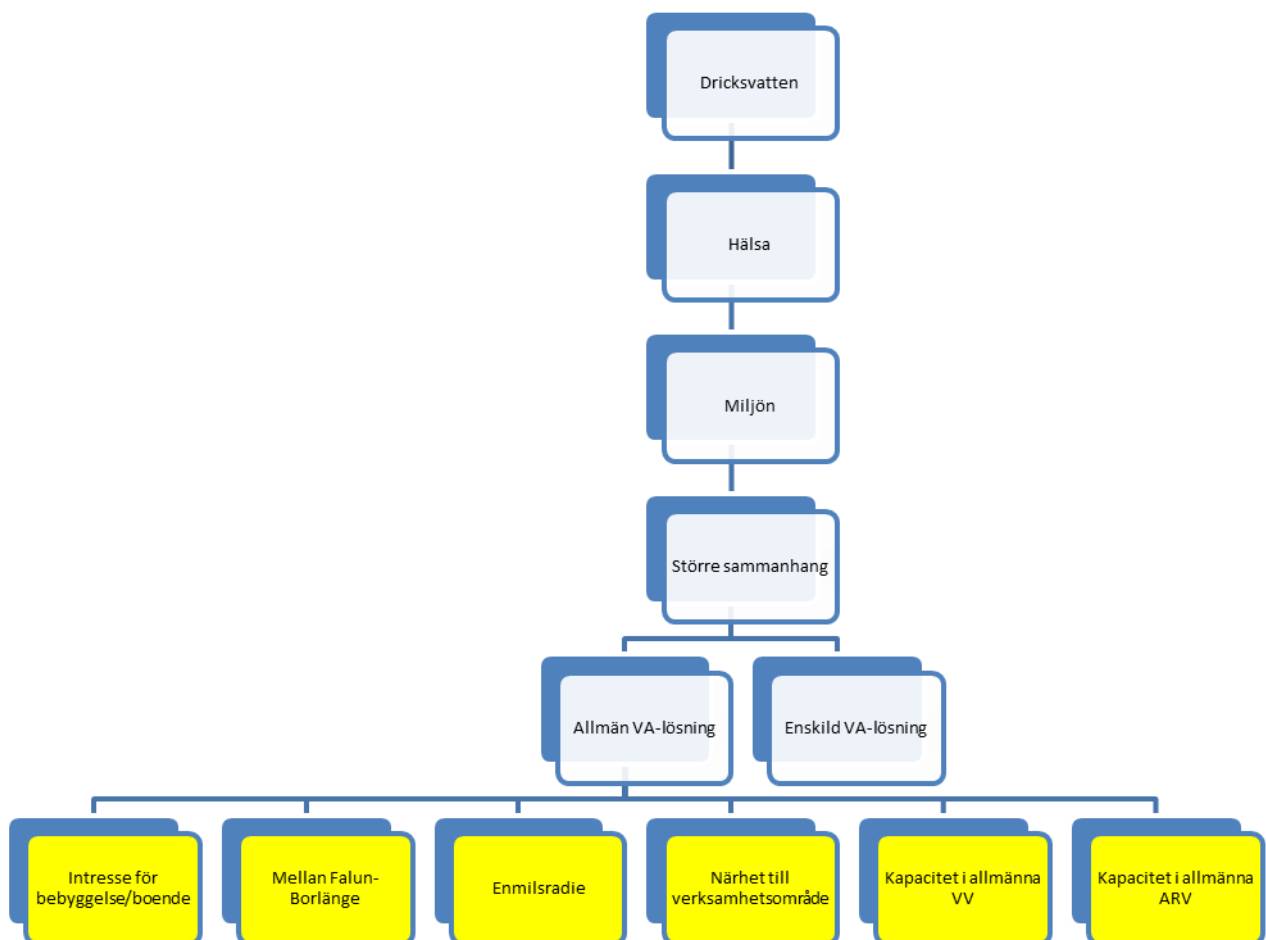 Dricksvatten
Hälsa
Miljön
Större sammanhang
Allmän VA-lösning
Enskild VA-lösning
Intresse för
bebyggelse/boende
Mellan Falun-
Borlänge
Enmilsradie
Närhet till
verksamhetsområde
Kapacitet i allmänna
VV
Kapacitet i allmänna
ARV